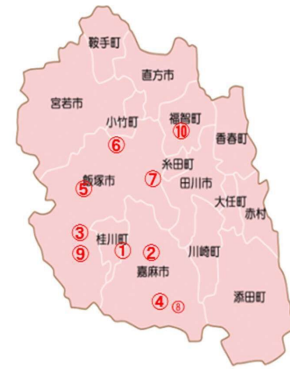 鞍手町
直方市
宮若市
小竹町
福智町
⑩
香春町
⑥
糸田町
⑦
田川市
飯塚市
⑤
大任町
赤村
③
桂川町
①
②
川崎町
⑨
嘉麻市
④
⑧
添田町